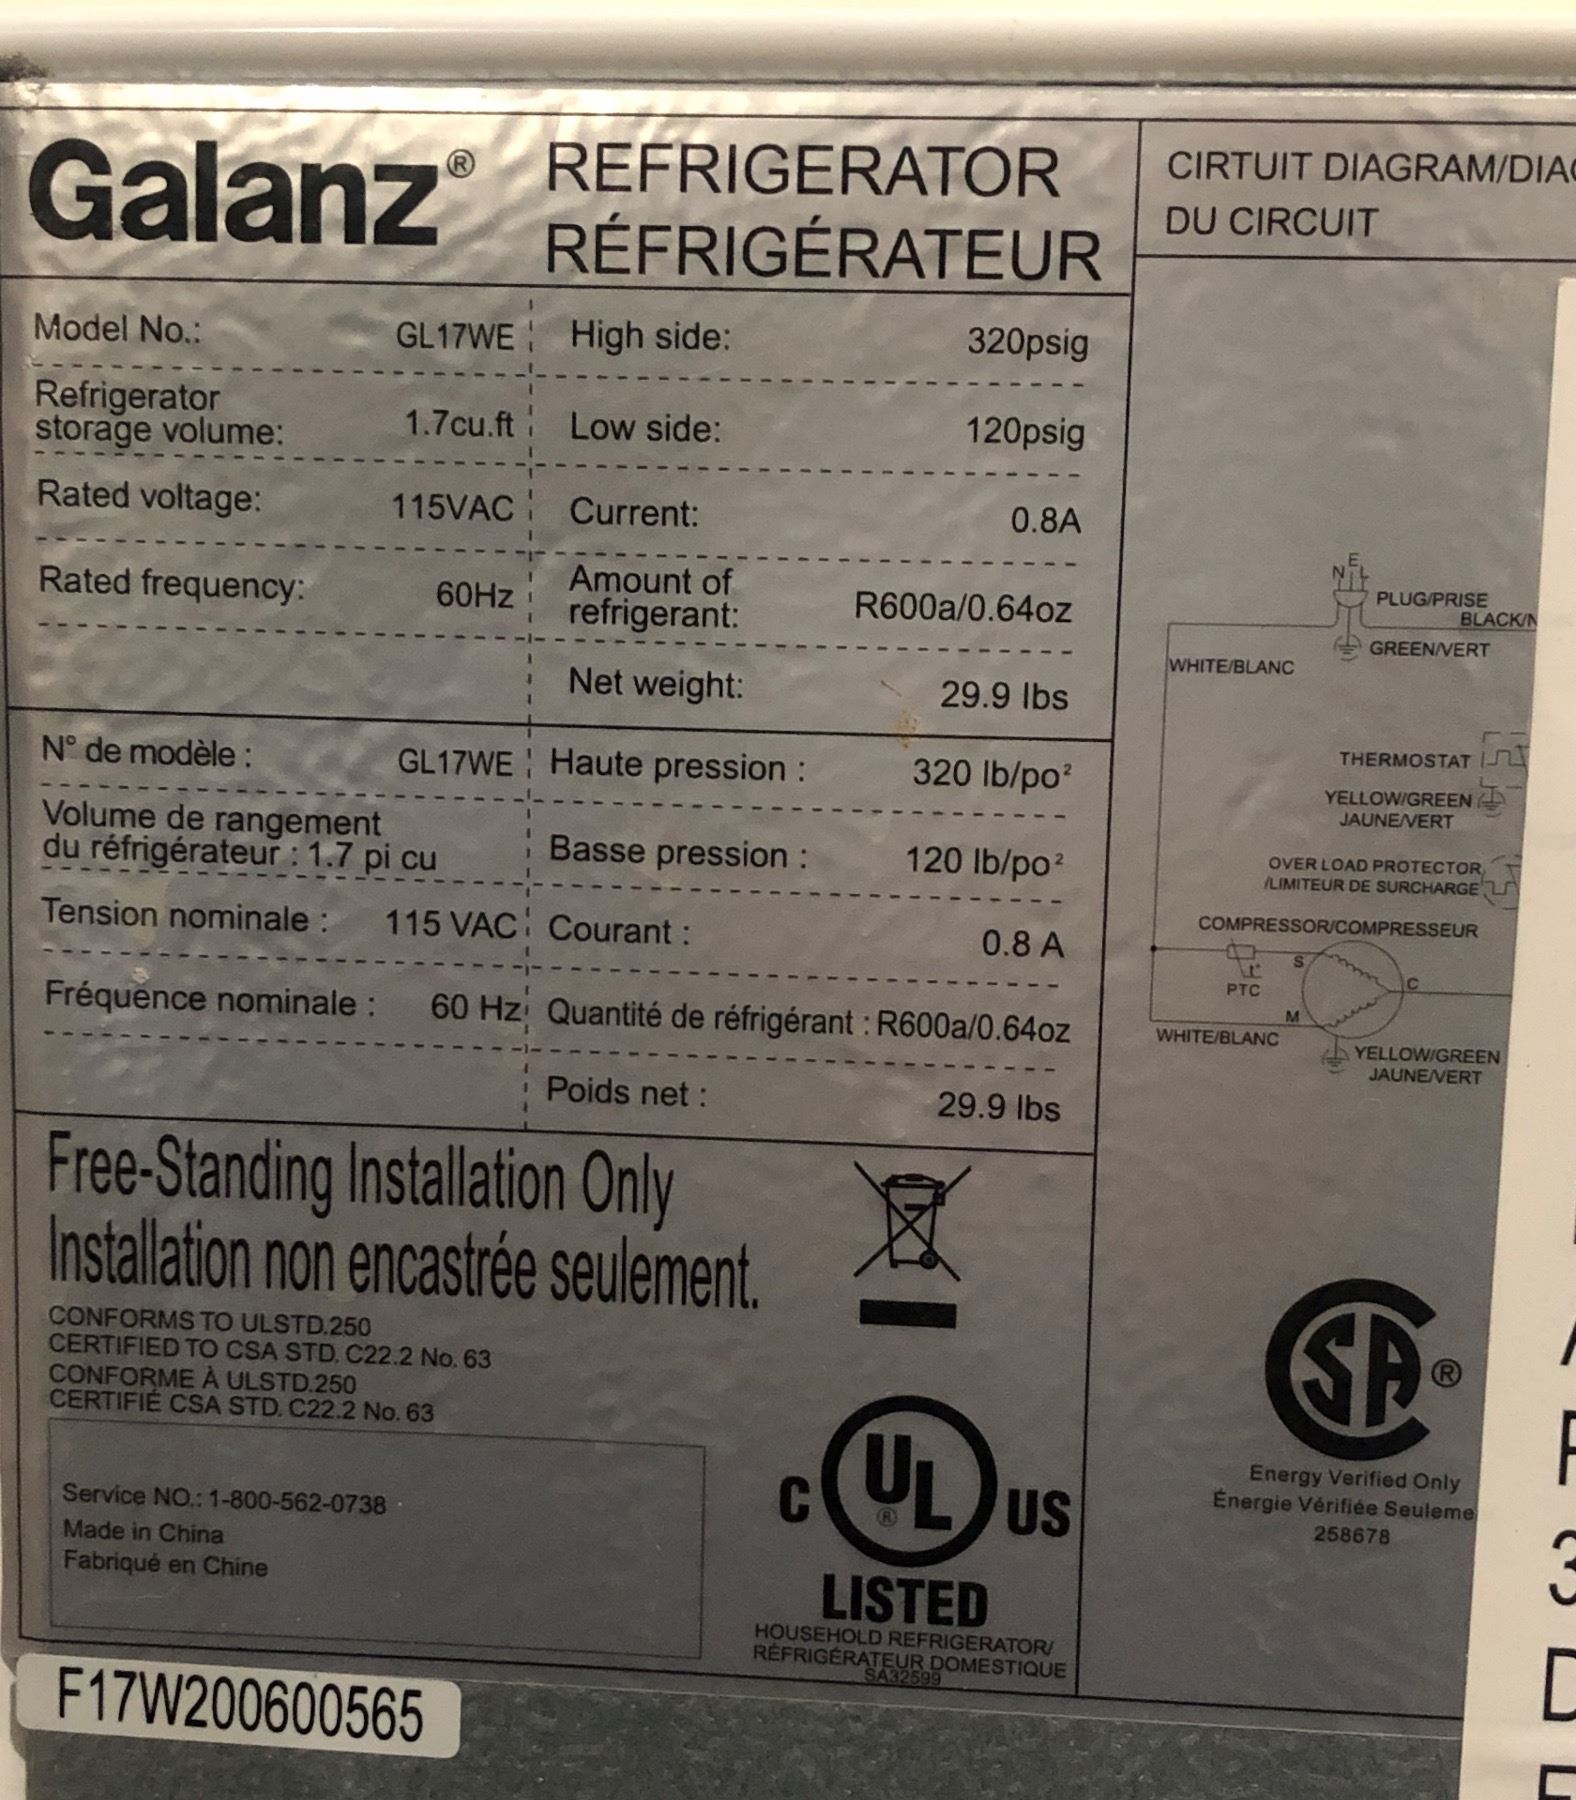 Galanz®
REFRIGERATOR
RÉFRIGÉRATEUR
Model No.: GL17WE
Refrigerator
storage volume: 1.7cu.ft
Rated voltage: 115VAC
Rated frequency: 60Hz
High side: 320psig
Low side: 120psig
Current: 0.8A
Amount of
refrigerant: R600a/0.64oz
Net weight: 29.9 lbs
N° de modèle : GL17WE
Volume de rangement
du réfrigérateur : 1.7 pi cu
Tension nominale : 115 VAC
Fréquence nominale : 60 Hz
Haute pression : 320 lb/po²
Basse pression : 120 lb/po²
Courant : 0.8 A
Quantité de réfrigérant : R600a/0.64oz
Poids net : 29.9 lbs
Free-Standing Installation Only
Installation non encastrée seulement.
CONFORMS TO ULSTD.250
CERTIFIED TO CSA STD. C22.2 No. 63
CONFORME À ULSTD.250
CERTIFIÉ CSA STD. C22.2 No. 63
Service NO.: 1-800-562-0738
Made in China
Fabriqué en Chine
C UL® US
LISTED
HOUSEHOLD REFRIGERATOR/
RÉFRIGÉRATEUR DOMESTIQUE
SA32599
F17W200600565
CIRTUIT DIAGRAM/DIA
DU CIRCUIT
N E L
PLUG/PRISE
BLACK/N
GREEN/VERT
WHITE/BLANC
THERMOSTAT
YELLOW/GREEN
JAUNE/VERT
OVER LOAD PROTECTOR
/LIMITEUR DE SURCHARGE
COMPRESSOR/COMPRESSEUR
t°
PTC
S
C
M
WHITE/BLANC
YELLOW/GREEN
JAUNE/VERT
SA®
Energy Verified Only
Énergie Vérifiée Seuleme
258678
3
D